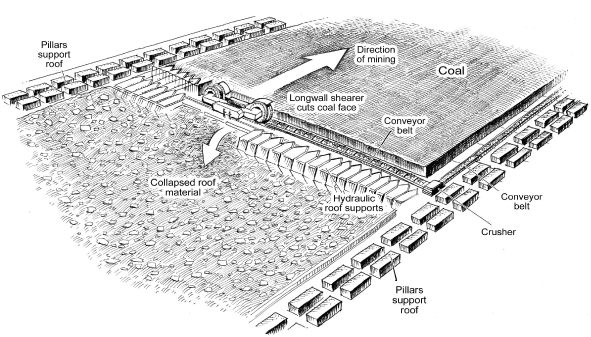 Pillars
support
roof
Direction
of mining
Coal
Longwall shearer
cuts coal face
Conveyor
belt
Collapsed roof
material
Hydraulic
roof supports
Conveyor
belt
Crusher
Pillars
support
roof